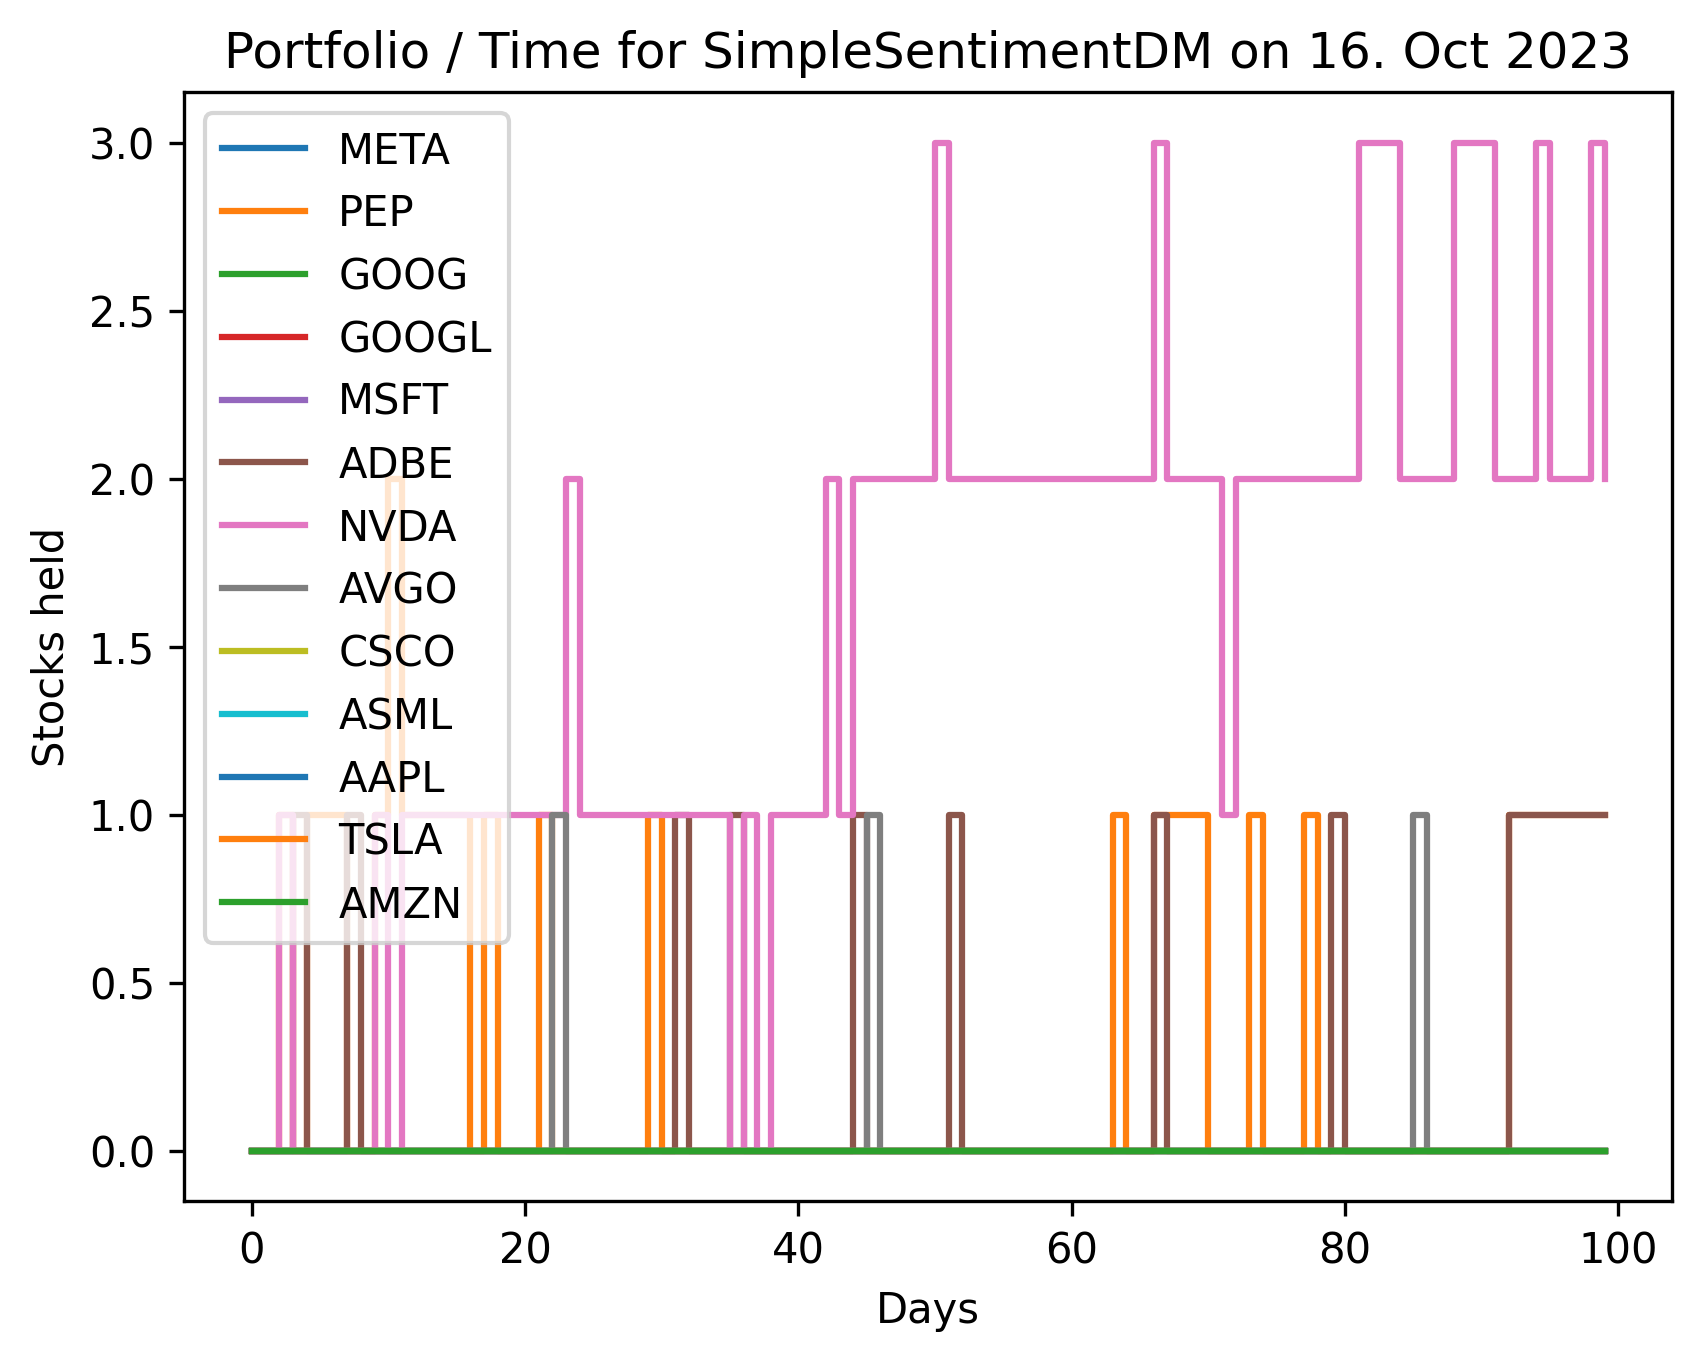 Portfolio / Time for SimpleSentimentDM on 16. Oct 2023
META
PEP
GOOG
GOOGL
MSFT
ADBE
NVDA
AVGO
CSCO
ASML
AAPL
TSLA
AMZN
Stocks held
3.0
2.5
2.0
1.5
1.0
0.5
0.0
0 20 40 60 80 100
Days